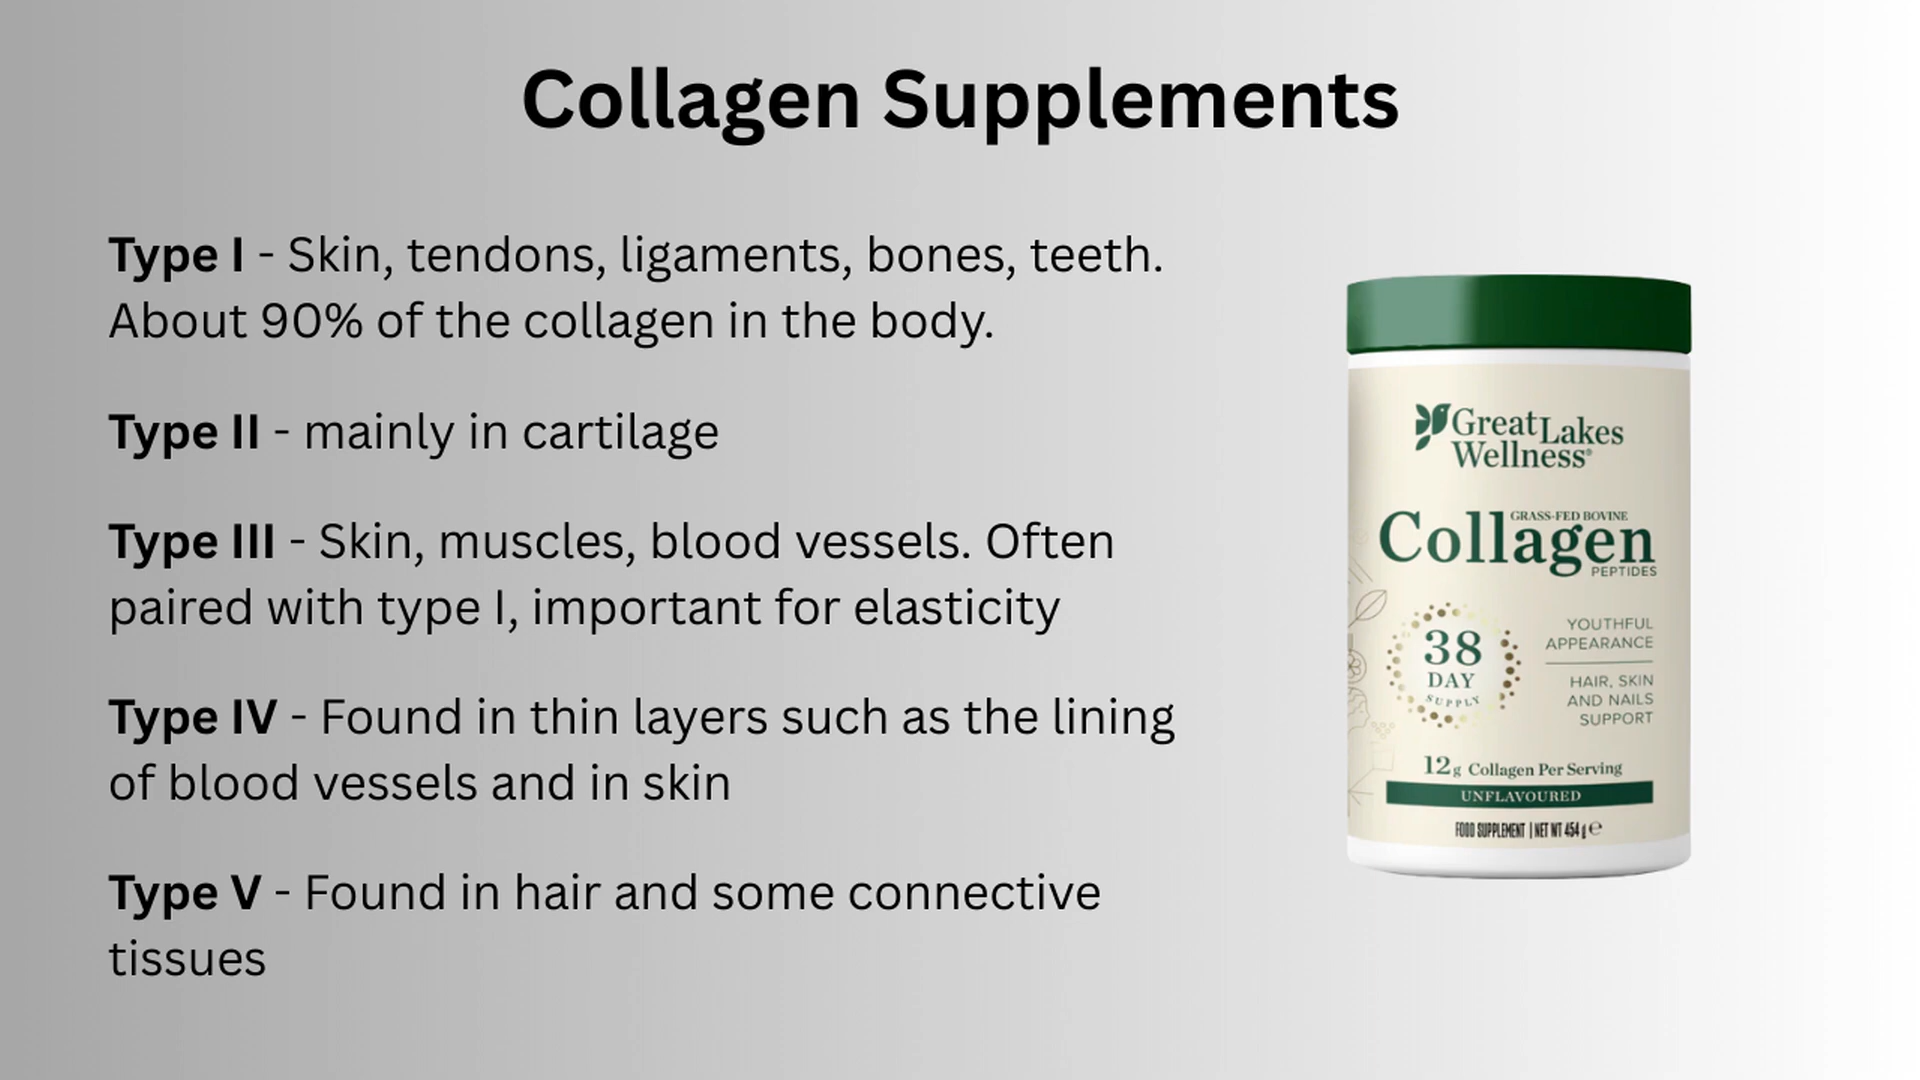 Collagen Supplements
Type I - Skin, tendons, ligaments, bones, teeth.
About 90% of the collagen in the body.
Type II - mainly in cartilage
Type III - Skin, muscles, blood vessels. Often
paired with type I, important for elasticity
Type IV - Found in thin layers such as the lining
of blood vessels and in skin
Type V - Found in hair and some connective
tissues
Great Lakes
Wellness®
GRASS-FED BOVINE
Collagen
PEPTIDES
38
DAY
SUPPLY
YOUTHFUL
APPEARANCE
HAIR, SKIN
AND NAILS
SUPPORT
12g Collagen Per Serving
UNFLAVOURED
FOOD SUPPLEMENT | NET WT 454 g ℮